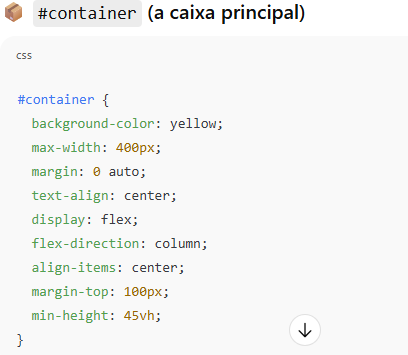 #container (a caixa principal)
css
#container {
  background-color: yellow;
  max-width: 400px;
  margin: 0 auto;
  text-align: center;
  display: flex;
  flex-direction: column;
  align-items: center;
  margin-top: 100px;
  min-height: 45vh;
}